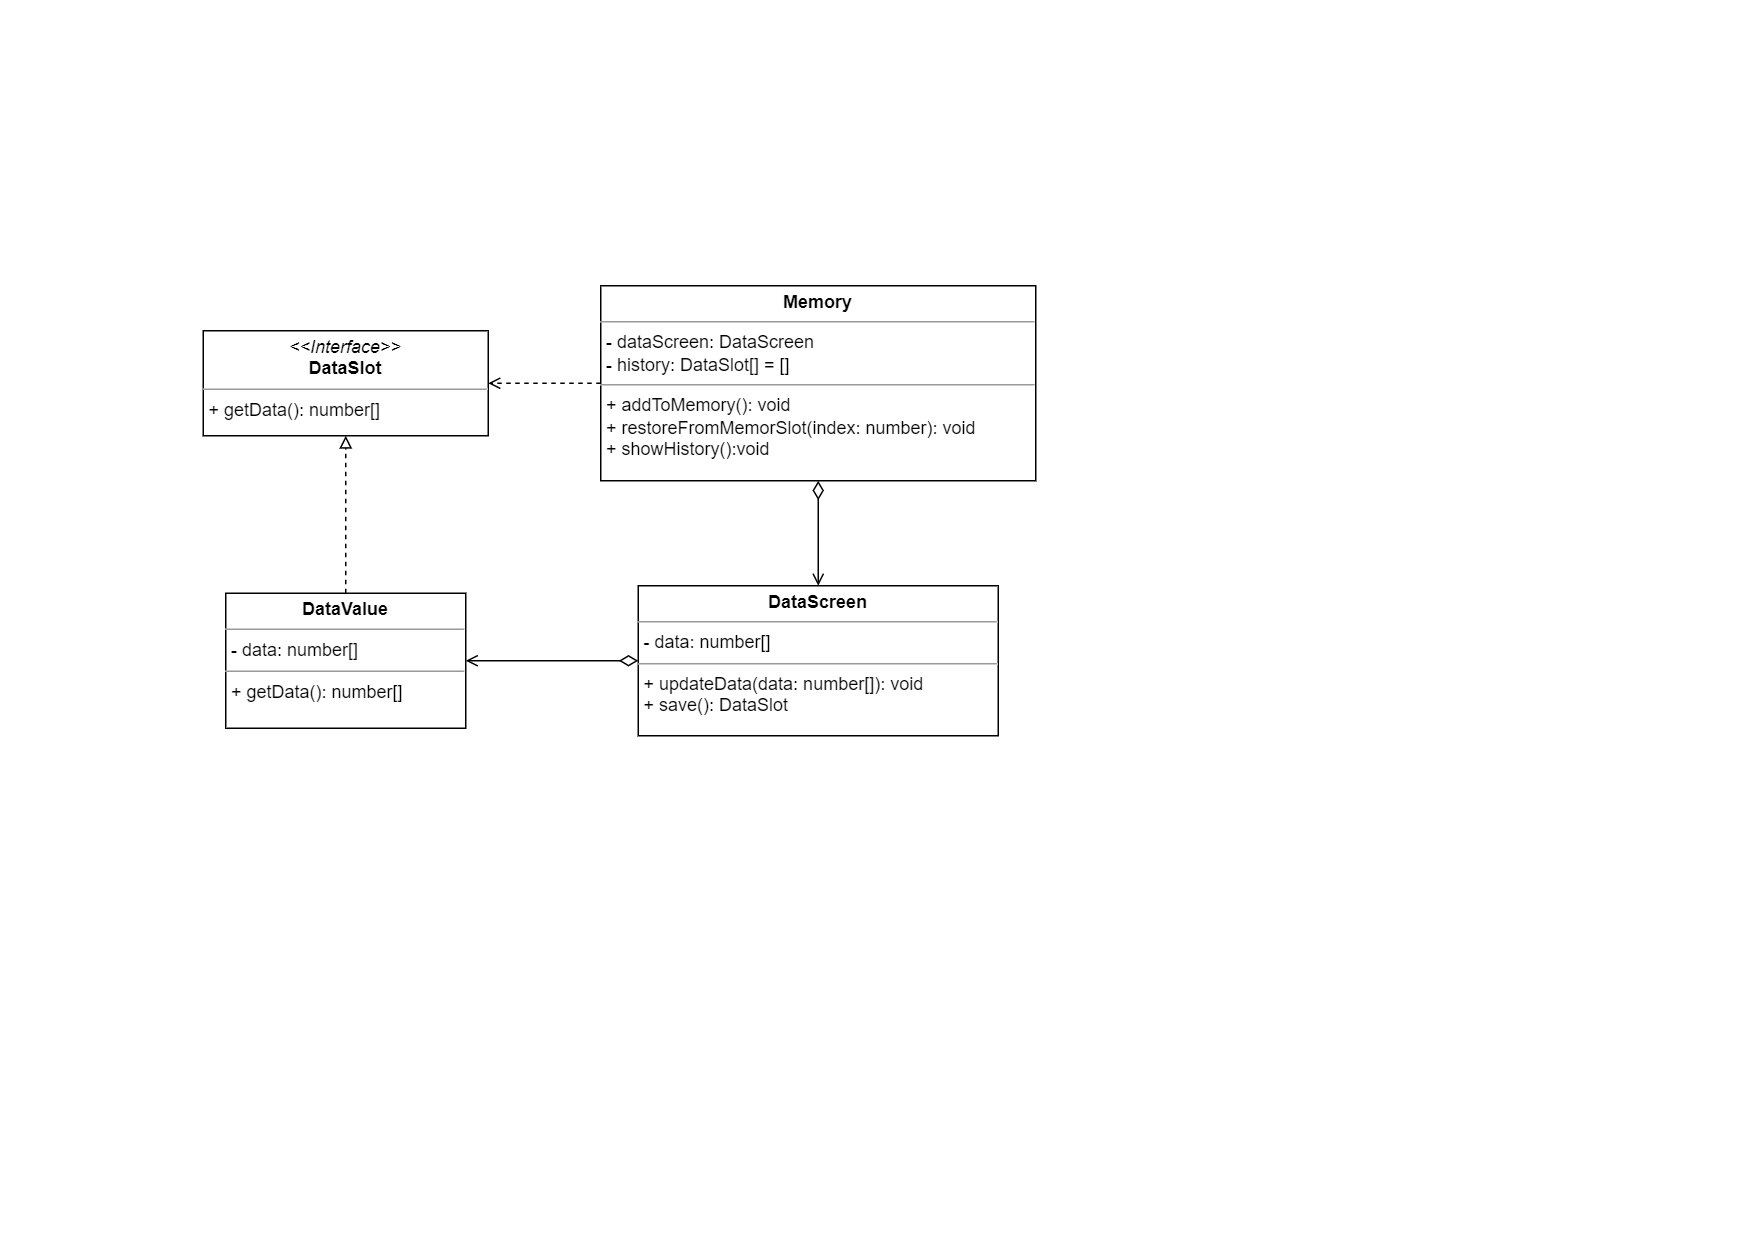 Memory
- dataScreen: DataScreen
- history: DataSlot[] = []
+ addToMemory(): void
+ restoreFromMemorSlot(index: number): void
+ showHistory():void
<<Interface>>
DataSlot
+ getData(): number[]
DataValue
- data: number[]
+ getData(): number[]
DataScreen
- data: number[]
+ updateData(data: number[]): void
+ save(): DataSlot